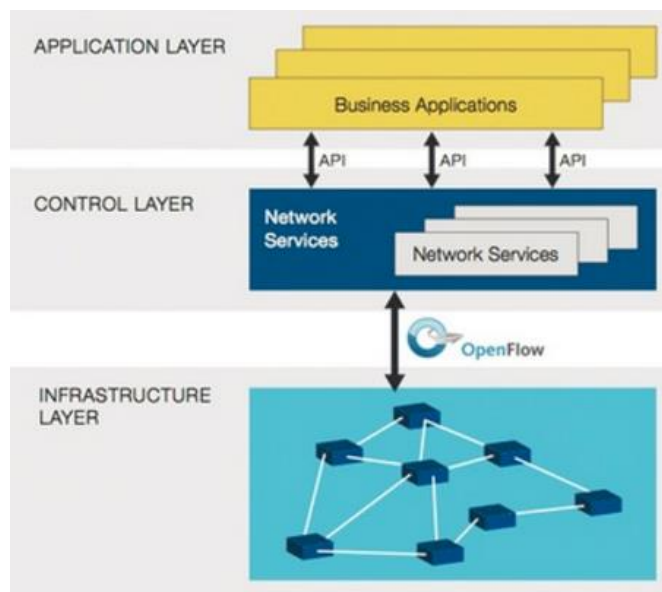 APPLICATION LAYER
Business Applications
API
API
API
CONTROL LAYER
Network
Services
Network Services
OpenFlow
INFRASTRUCTURE
LAYER